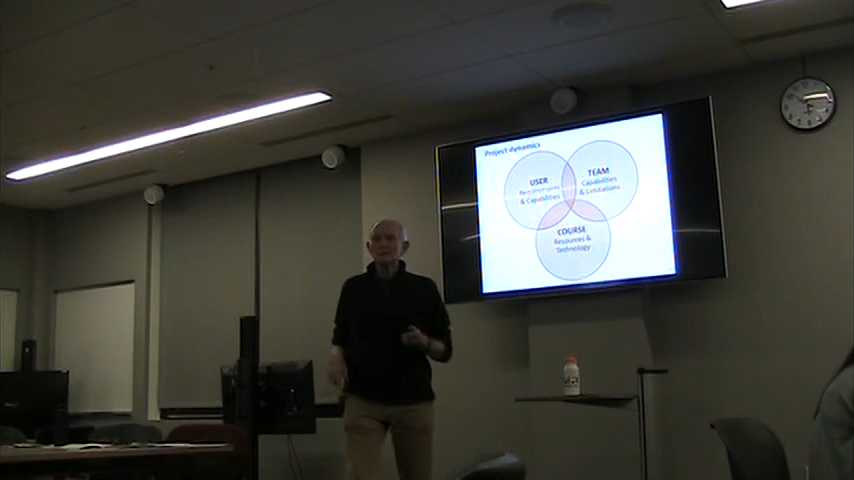 Project dynamics
USER
& Capabilities
TEAM
Capabilities
& Limitations
COURSE
Resources &
Technology